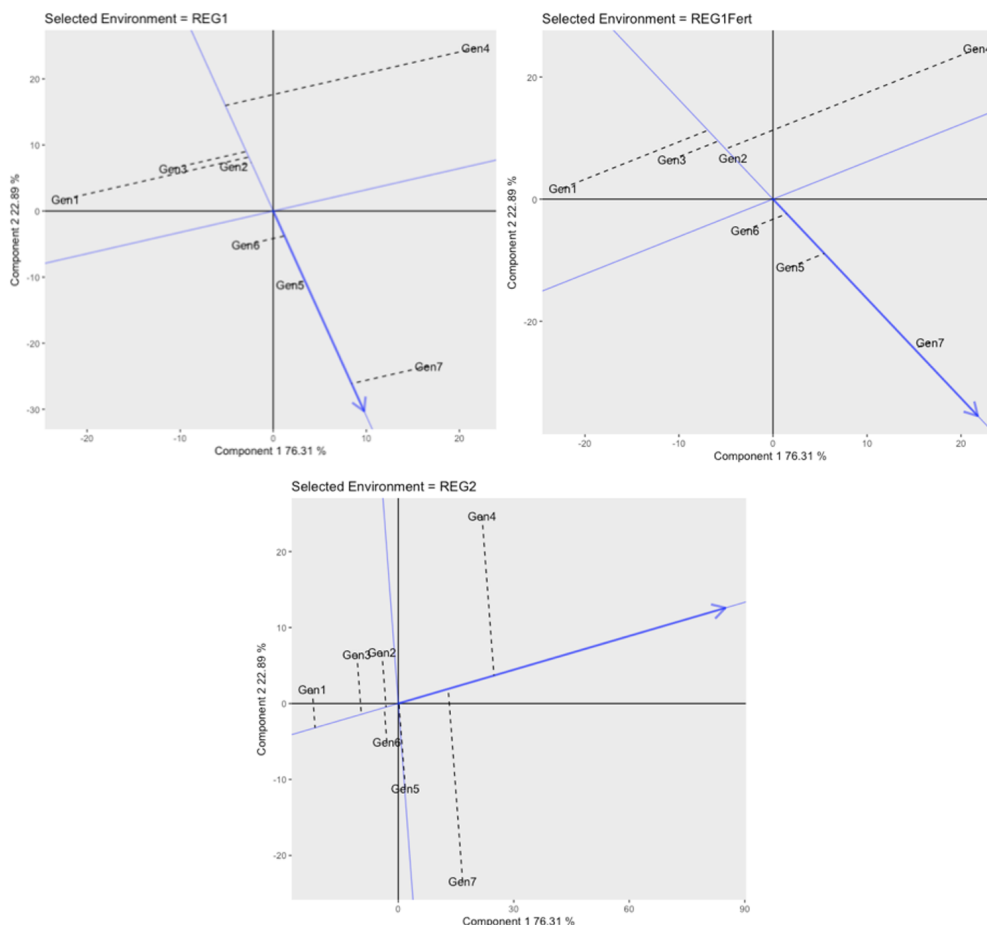 Selected Environment = REG1
Gen4
20
10
Gen3
Gen2
Gen1
0
Gen6
-10
Gen5
-20
Gen7
-30
-20
-10
0
10
20
Component 1 76.31 %
Component 2 22.89 %
Selected Environment = REG1Fert
Gen4
20
Gen3
Gen2
Gen1
0
Gen6
Gen5
-20
Gen7
-20
-10
0
10
20
Component 1 76.31 %
Component 2 22.89 %
Selected Environment = REG2
Gen4
20
10
Gen3
Gen2
Gen1
0
Gen6
-10
Gen5
-20
Gen7
0
30
60
90
Component 1 76.31 %
Component 2 22.89 %